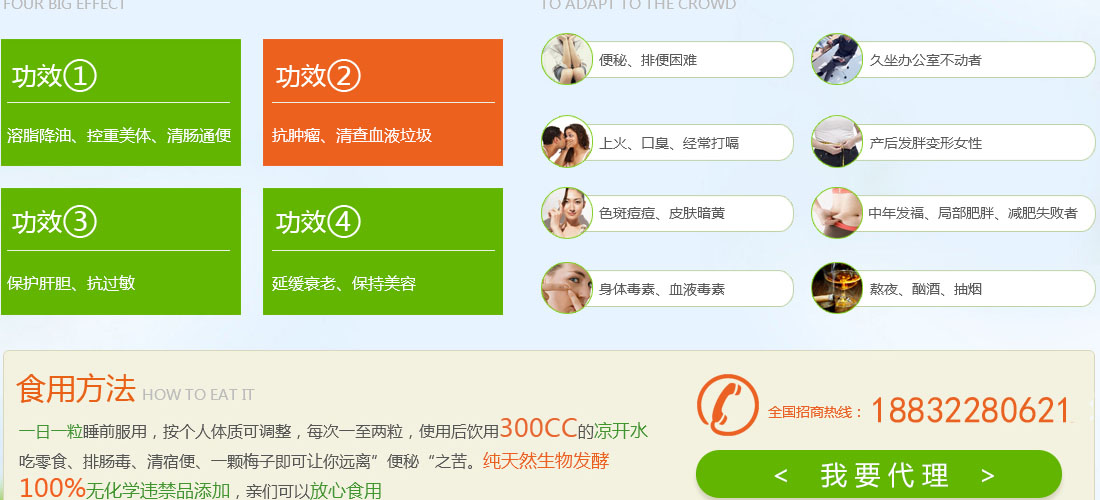 FOUR BIG EFFECT
TO ADAPT TO THE CROWD
功效①
溶脂降油、控重美体、清肠通便
功效②
抗肿瘤、清查血液垃圾
功效③
保护肝胆、抗过敏
功效④
延缓衰老、保持美容
便秘、排便困难
久坐办公室不动者
上火、口臭、经常打嗝
产后发胖变形女性
色斑痘痘、皮肤暗黄
中年发福、局部肥胖、减肥失败者
身体毒素、血液毒素
熬夜、酗酒、抽烟
食用方法 HOW TO EAT IT
一日一粒睡前服用，按个人体质可调整，每次一至两粒，使用后饮用300CC的凉开水
吃零食、排肠毒、清宿便、一颗梅子即可让你远离”便秘“之苦。纯天然生物发酵
100%无化学违禁品添加，亲们可以放心食用
全国招商热线： 18832280621
< 我要代理 >